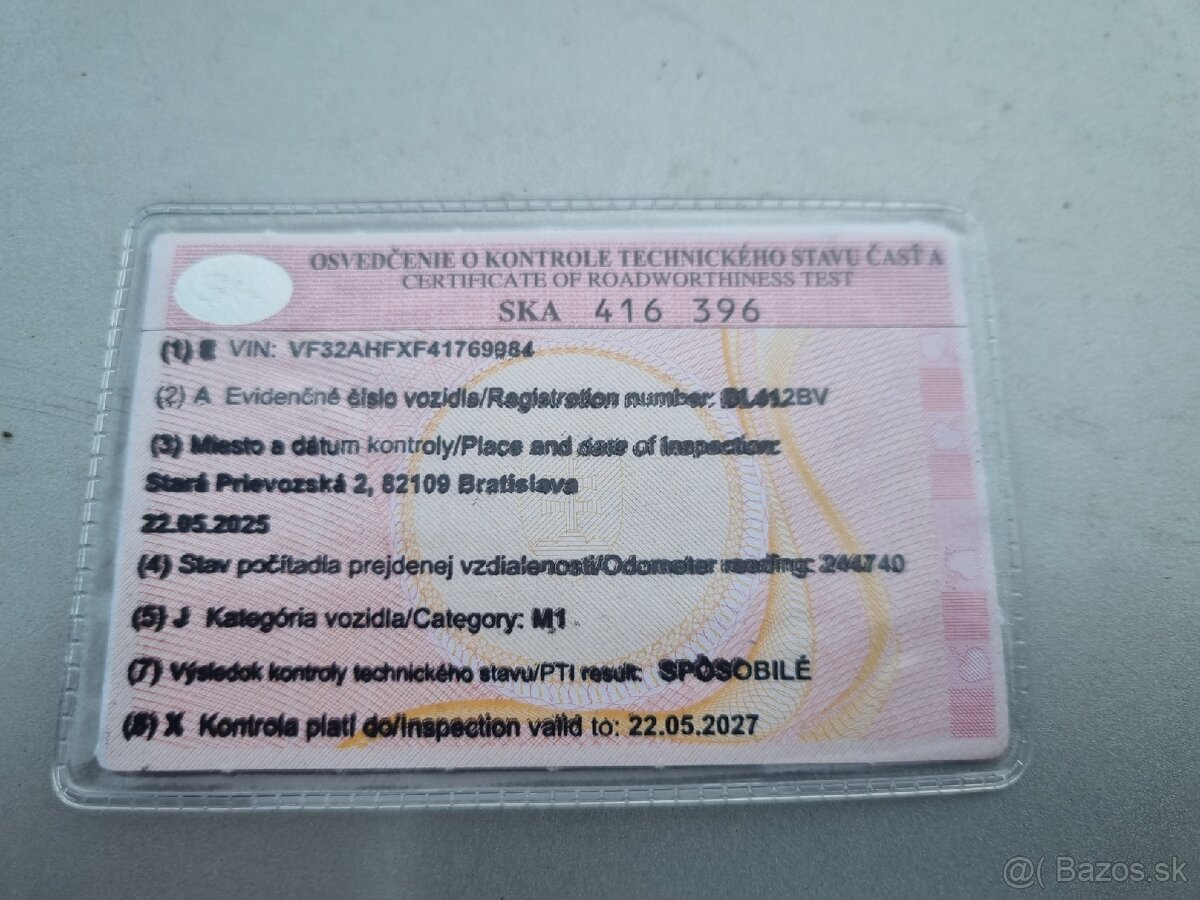 OSVEDČENIE O KONTROLE TECHNICKÉHO STAVU ČASŤ A
CERTIFICATE OF ROADWORTHINESS TEST
SKA 416 396
(1) E VIN: VF32AHFXF41769984
(2) A Evidenčné číslo vozidla/Registration number:
(3) Miesto a dátum kontroly/Place and date of inspection:
Stará Prievozská 2, 82109 Bratislava
22.05.2025
(4) Stav počítadla prejdenej vzdialenosti/Odometer reading: 244740
(5) J Kategória vozidla/Category: M1
(7) Výsledok kontroly technického stavu/PTI result: SPÔSOBILÉ
X Kontrola platí do/Inspection valid to: 22.05.2027
@( Bazos.sk